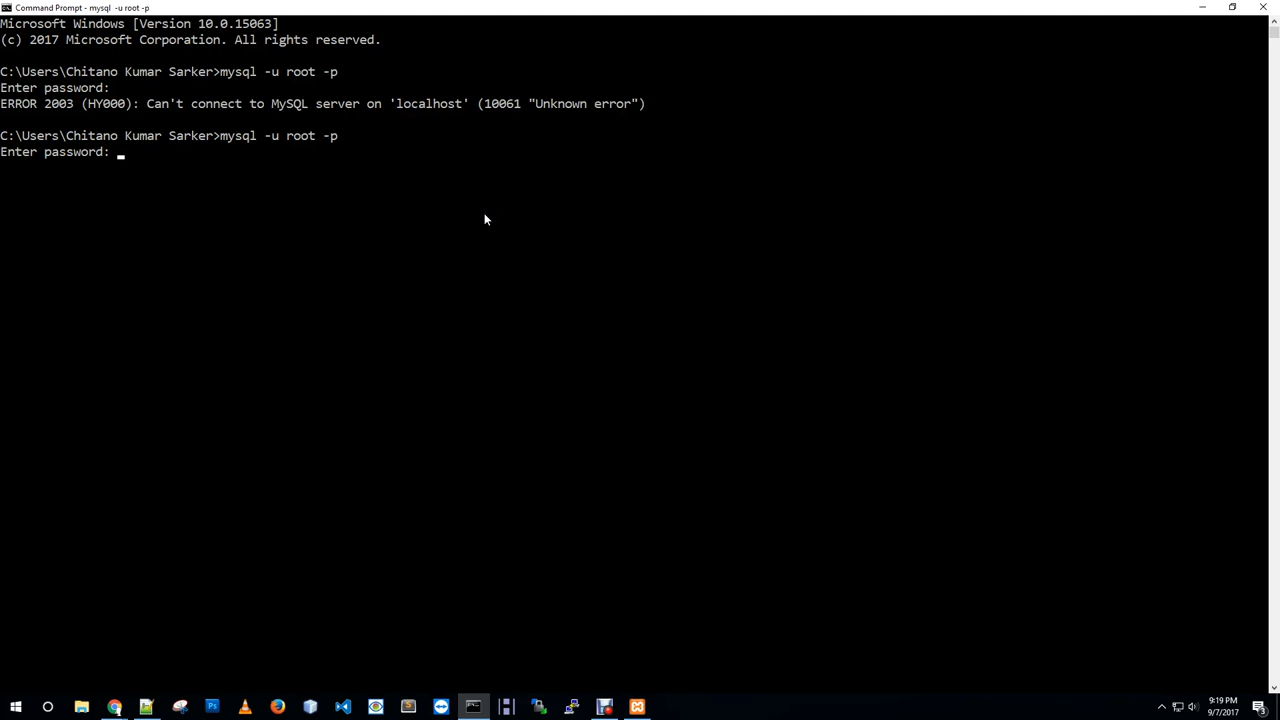 Command Prompt - mysql  -u root -p
Microsoft Windows [Version 10.0.15063]
(c) 2017 Microsoft Corporation. All rights reserved.
C:\Users\Chitano Kumar Sarker>mysql -u root -p
Enter password:
ERROR 2003 (HY000): Can't connect to MySQL server on 'localhost' (10061 "Unknown error")
C:\Users\Chitano Kumar Sarker>mysql -u root -p
Enter password:
9:19 PM
9/7/2017